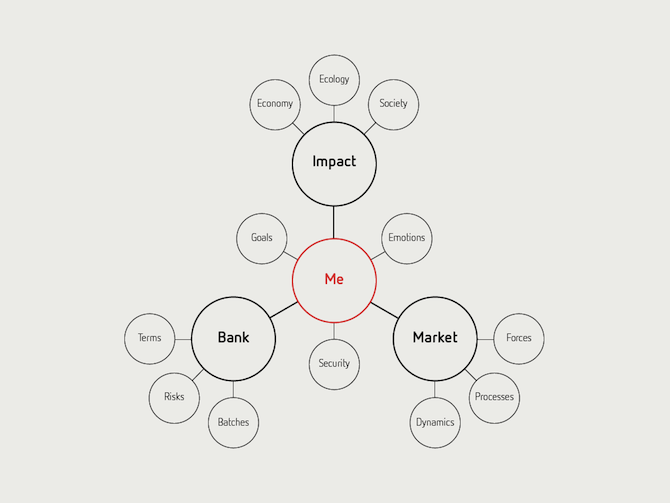 Ecology
Economy
Society
Impact
Goals
Emotions
Me
Terms
Bank
Market
Forces
Security
Risks
Processes
Batches
Dynamics